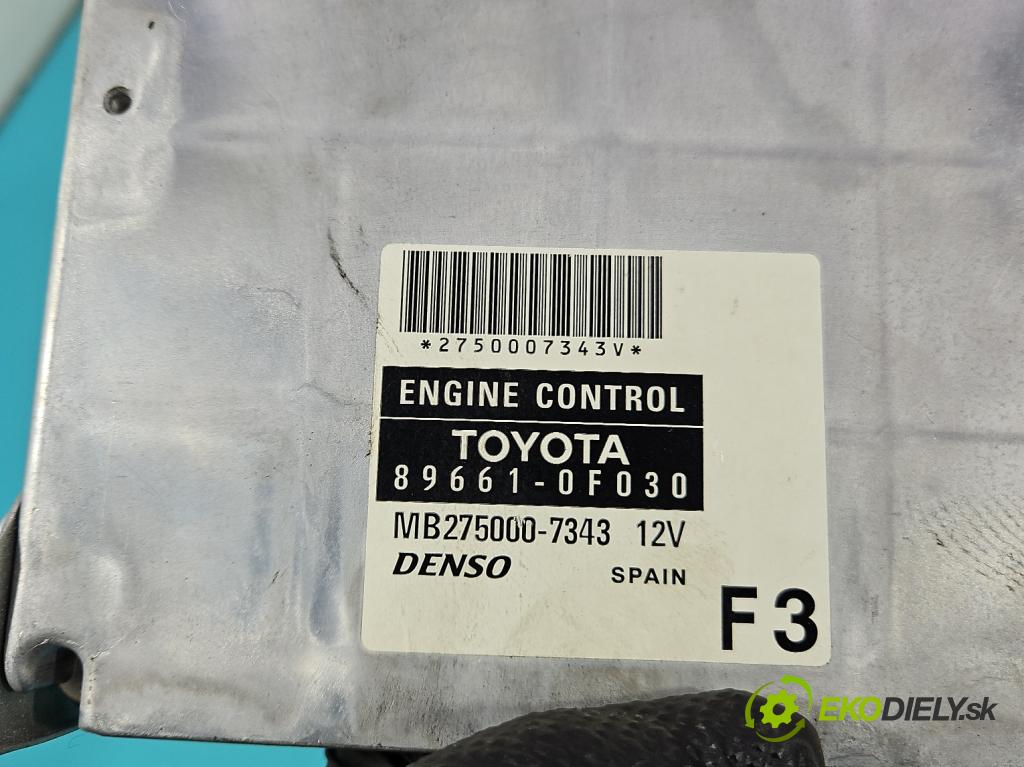 *2750007343V*
ENGINE CONTROL
TOYOTA
89661-0F030
MB275000-7343 12V
DENSO SPAIN
F3
EKODIELY.sk